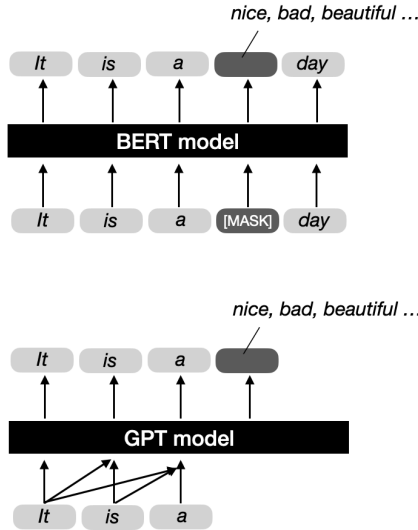 nice, bad, beautiful …
It is a day
BERT model
It is a [MASK] day
nice, bad, beautiful …
It is a
GPT model
It is a